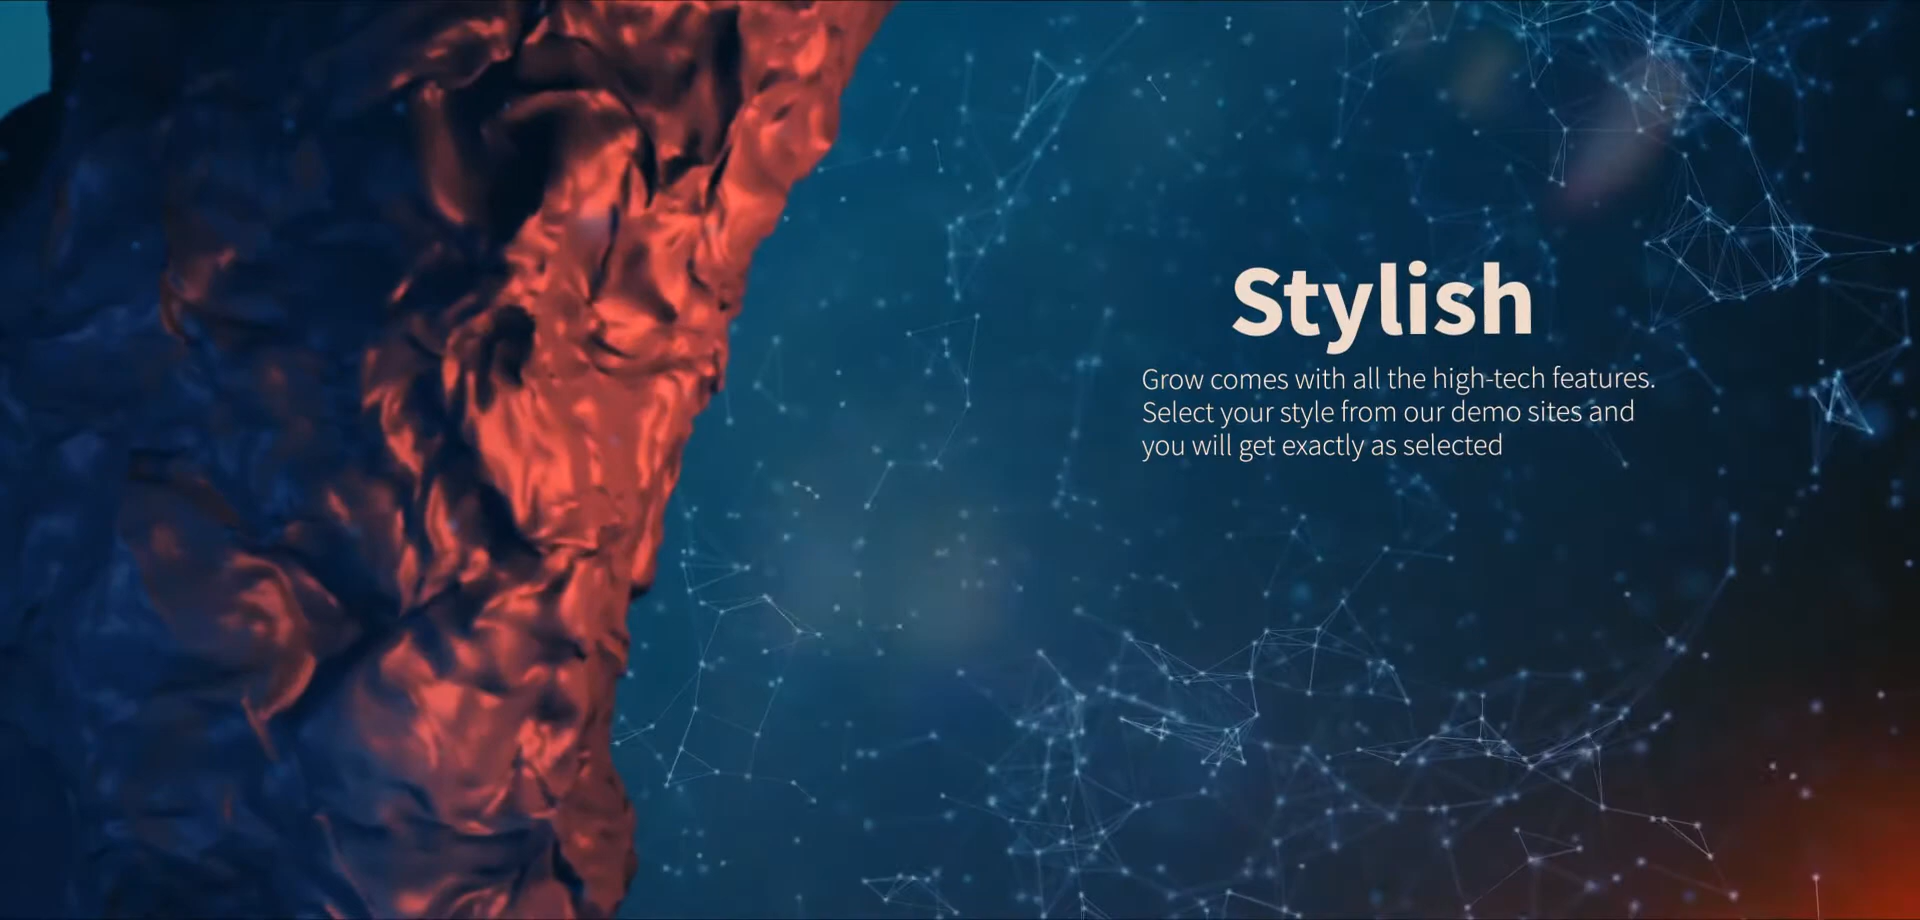 Stylish
Grow comes with all the high-tech features.
Select your style from our demo sites and
you will get exactly as selected